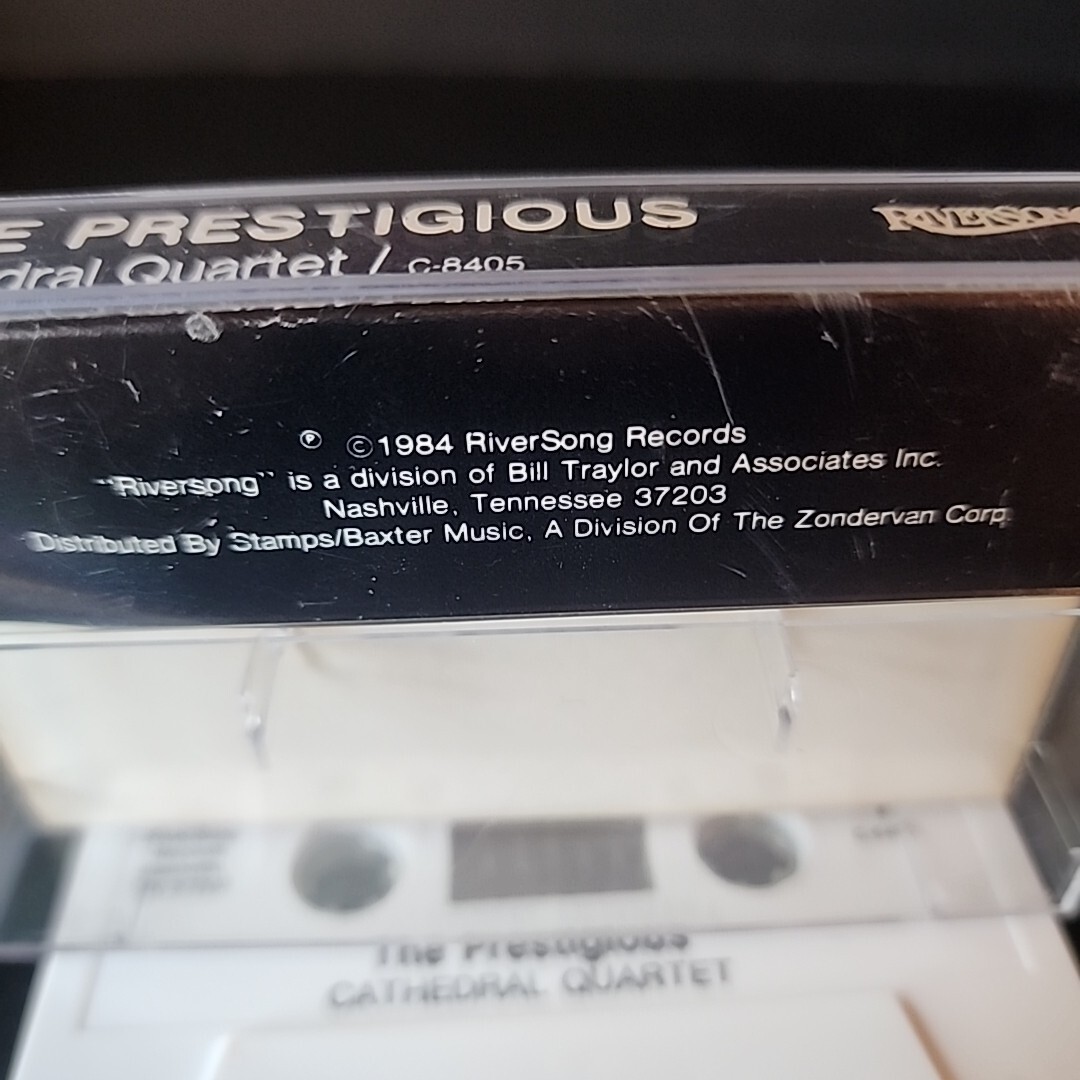 E PRESTIGIOUS
RIVERSONG
dral Quartet / C-8405
Ⓟ ©1984 RiverSong Records
"Riversong" is a division of Bill Traylor and Associates Inc.
Nashville, Tennessee 37203
Distributed By Stamps/Baxter Music, A Division Of The Zondervan Corp.
The Prestigious
CATHEDRAL QUARTET